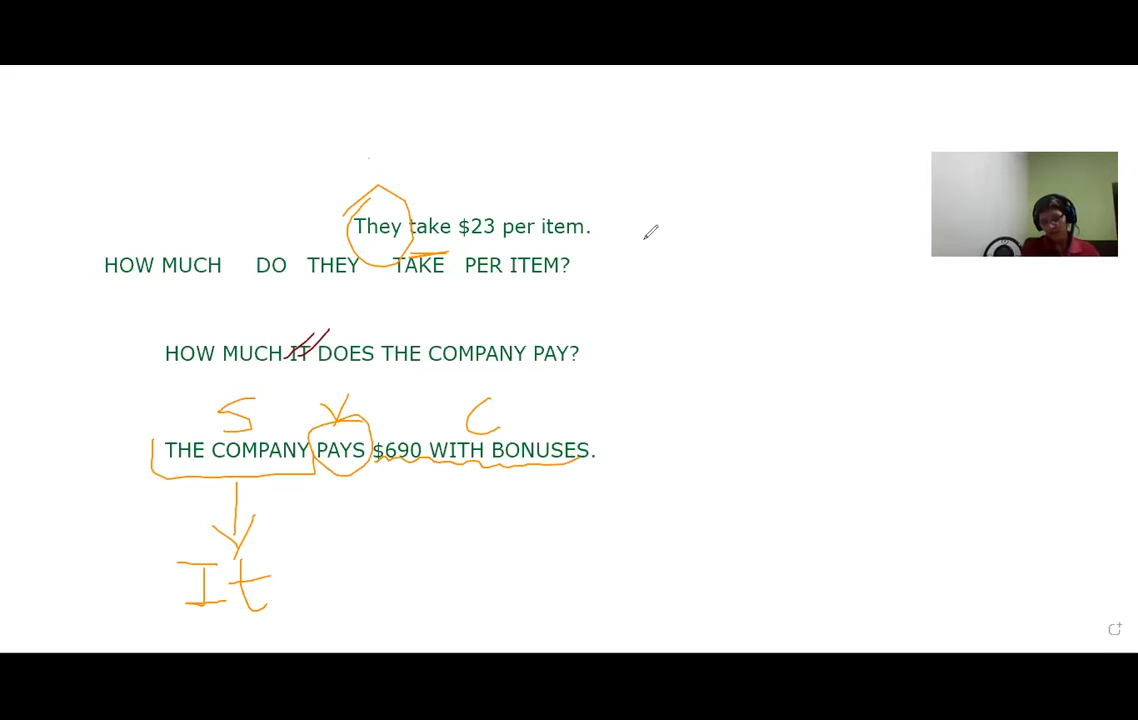 They take $23 per item.
HOW MUCH DO THEY TAKE PER ITEM?
HOW MUCH IT DOES THE COMPANY PAY?
S V C
THE COMPANY PAYS $690 WITH BONUSES.
It